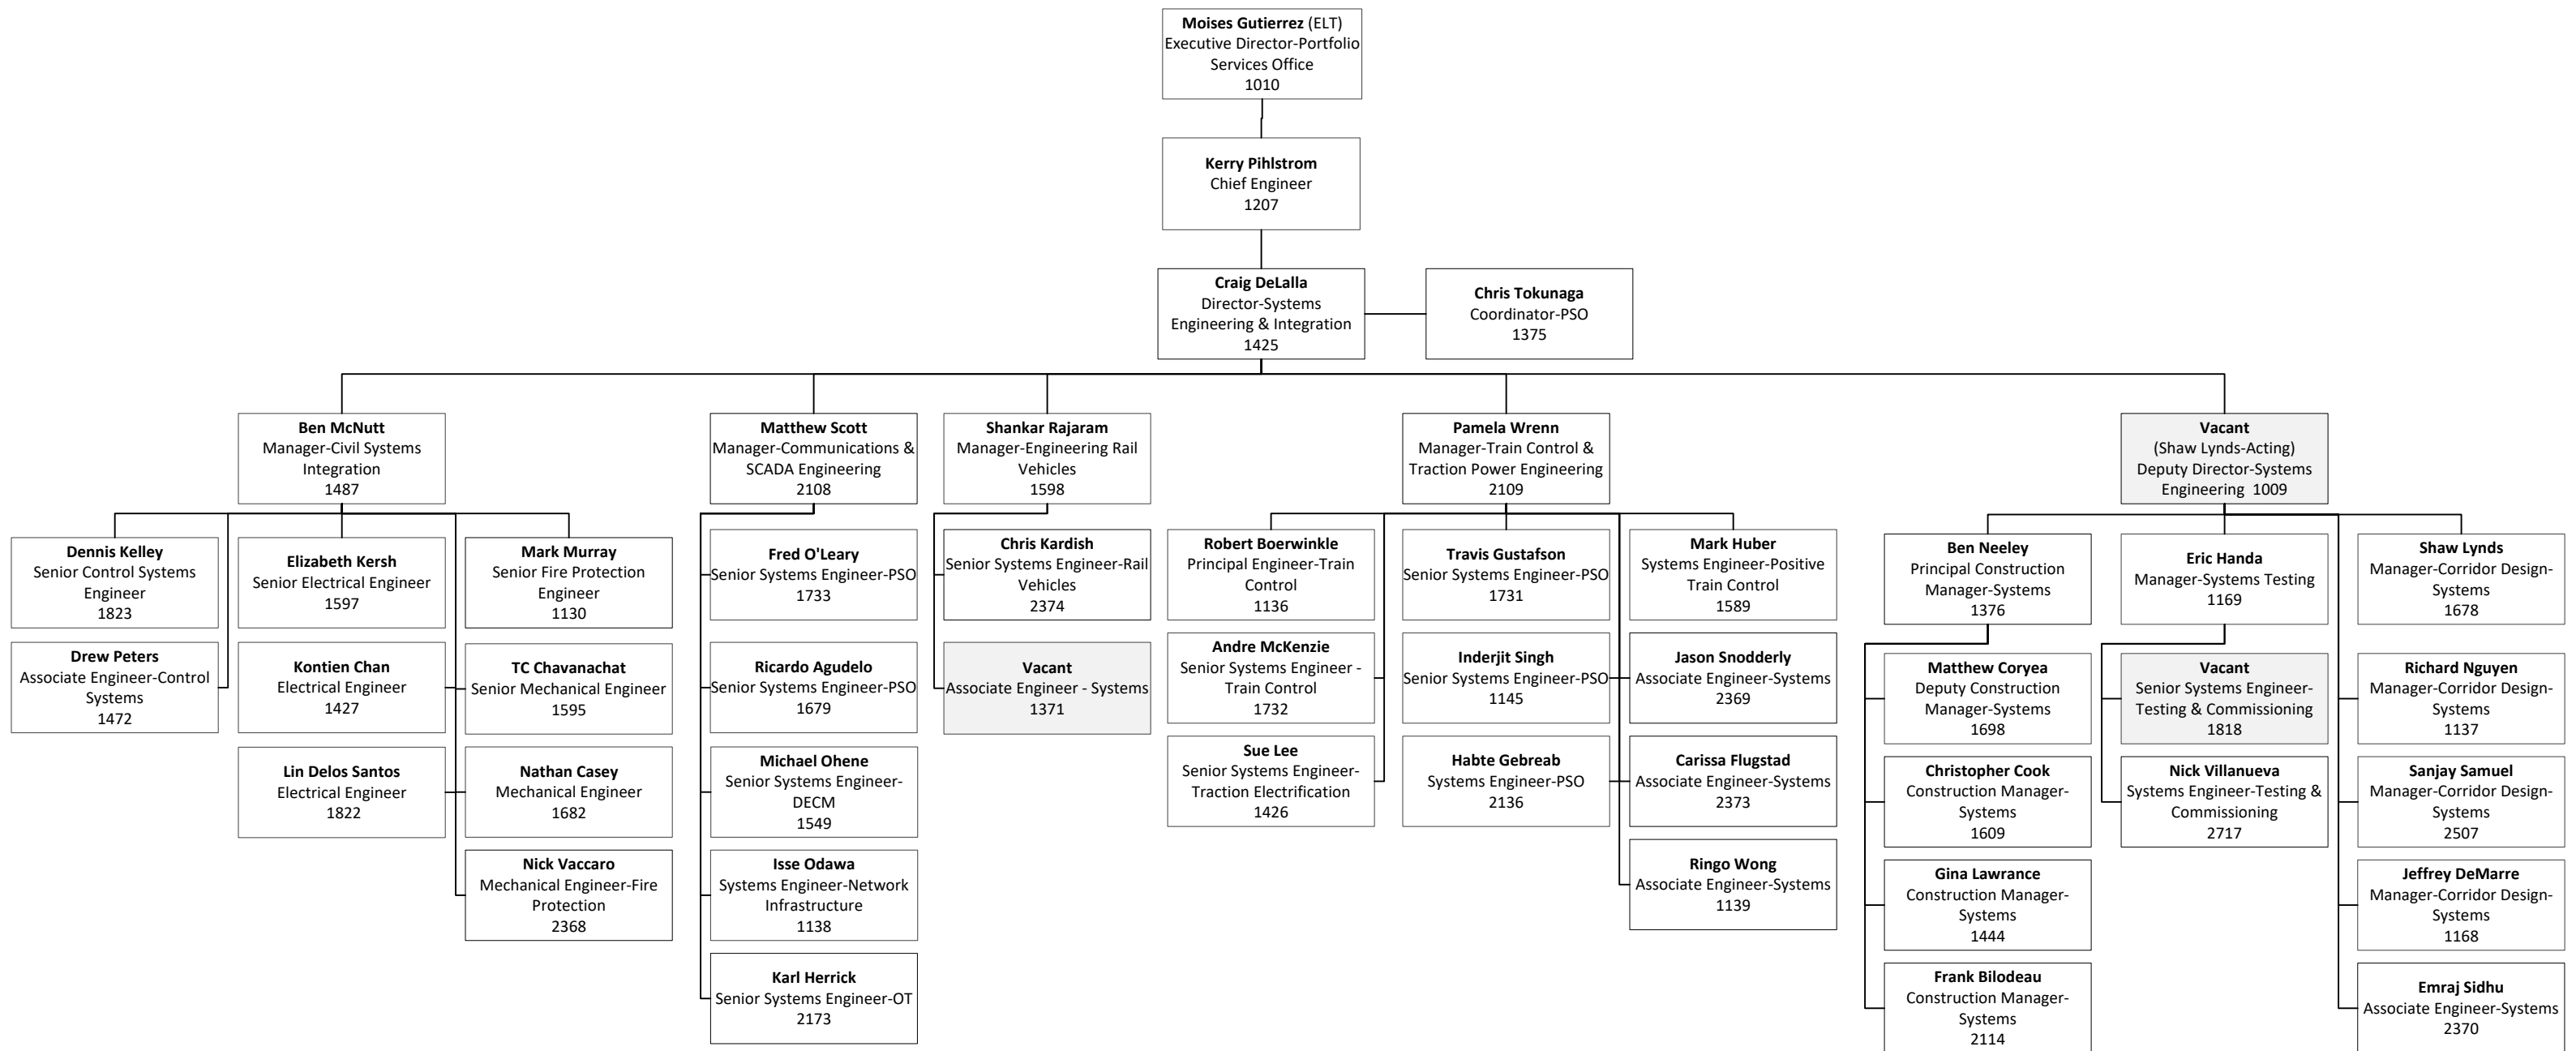 Moises Gutierrez (ELT)
Executive Director-Portfolio
Services Office
1010
Kerry Pihlstrom
Chief Engineer
1207
Craig DeLalla
Director-Systems
Engineering & Integration
1425
Chris Tokunaga
Coordinator-PSO
1375
Ben McNutt
Manager-Civil Systems
Integration
1487
Matthew Scott
Manager-Communications &
SCADA Engineering
2108
Shankar Rajaram
Manager-Engineering Rail
Vehicles
1598
Pamela Wrenn
Manager-Train Control &
Traction Power Engineering
2109
Vacant
(Shaw Lynds-Acting)
Deputy Director-Systems
Engineering 1009
Dennis Kelley
Senior Control Systems
Engineer
1823
Drew Peters
Associate Engineer-Control
Systems
1472
Elizabeth Kersh
Senior Electrical Engineer
1597
Kontien Chan
Electrical Engineer
1427
Lin Delos Santos
Electrical Engineer
1822
Mark Murray
Senior Fire Protection
Engineer
1130
TC Chavanachat
Senior Mechanical Engineer
1595
Nathan Casey
Mechanical Engineer
1682
Nick Vaccaro
Mechanical Engineer-Fire
Protection
2368
Fred O'Leary
Senior Systems Engineer-PSO
1733
Ricardo Agudelo
Senior Systems Engineer-PSO
1679
Michael Ohene
Senior Systems Engineer-
DECM
1549
Isse Odawa
Systems Engineer-Network
Infrastructure
1138
Karl Herrick
Senior Systems Engineer-OT
2173
Chris Kardish
Senior Systems Engineer-Rail
Vehicles
2374
Vacant
Associate Engineer - Systems
1371
Robert Boerwinkle
Principal Engineer-Train
Control
1136
Andre McKenzie
Senior Systems Engineer -
Train Control
1732
Sue Lee
Senior Systems Engineer-
Traction Electrification
1426
Travis Gustafson
Senior Systems Engineer-PSO
1731
Inderjit Singh
Senior Systems Engineer-PSO
1145
Habte Gebreab
Systems Engineer-PSO
2136
Mark Huber
Systems Engineer-Positive
Train Control
1589
Jason Snodderly
Associate Engineer-Systems
2369
Carissa Flugstad
Associate Engineer-Systems
2373
Ringo Wong
Associate Engineer-Systems
1139
Ben Neeley
Principal Construction
Manager-Systems
1376
Matthew Coryea
Deputy Construction
Manager-Systems
1698
Christopher Cook
Construction Manager-
Systems
1609
Gina Lawrance
Construction Manager-
Systems
1444
Frank Bilodeau
Construction Manager-
Systems
2114
Eric Handa
Manager-Systems Testing
1169
Vacant
Senior Systems Engineer-
Testing & Commissioning
1818
Nick Villanueva
Systems Engineer-Testing &
Commissioning
2717
Shaw Lynds
Manager-Corridor Design-
Systems
1678
Richard Nguyen
Manager-Corridor Design-
Systems
1137
Sanjay Samuel
Manager-Corridor Design-
Systems
2507
Jeffrey DeMarre
Manager-Corridor Design-
Systems
1168
Emraj Sidhu
Associate Engineer-Systems
2370